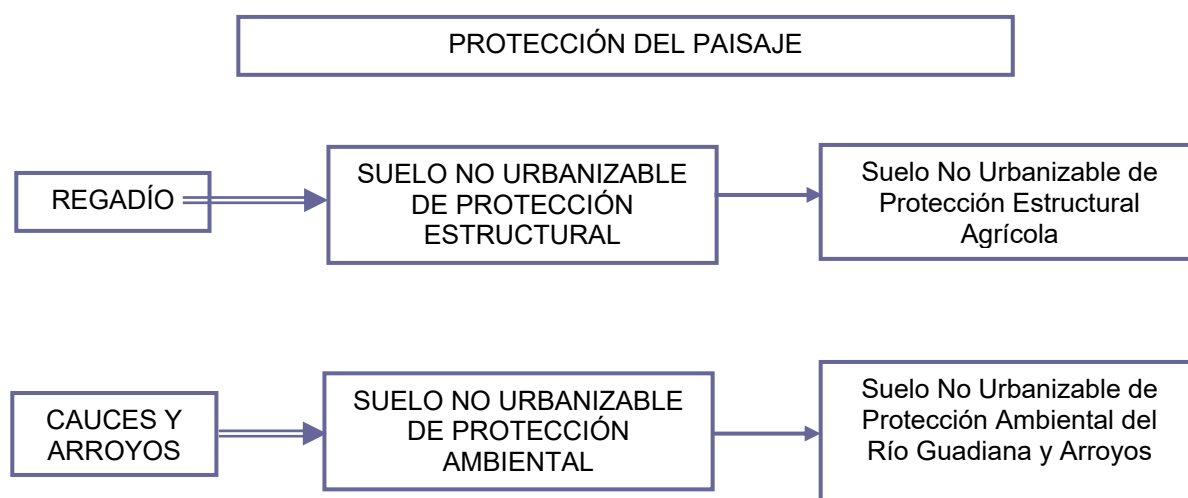 PROTECCIÓN DEL PAISAJE
REGADÍO
SUELO NO URBANIZABLE
DE PROTECCIÓN
ESTRUCTURAL
Suelo No Urbanizable de
Protección Estructural
Agrícola
CAUCES Y
ARROYOS
SUELO NO URBANIZABLE
DE PROTECCIÓN
AMBIENTAL
Suelo No Urbanizable de
Protección Ambiental del
Río Guadiana y Arroyos